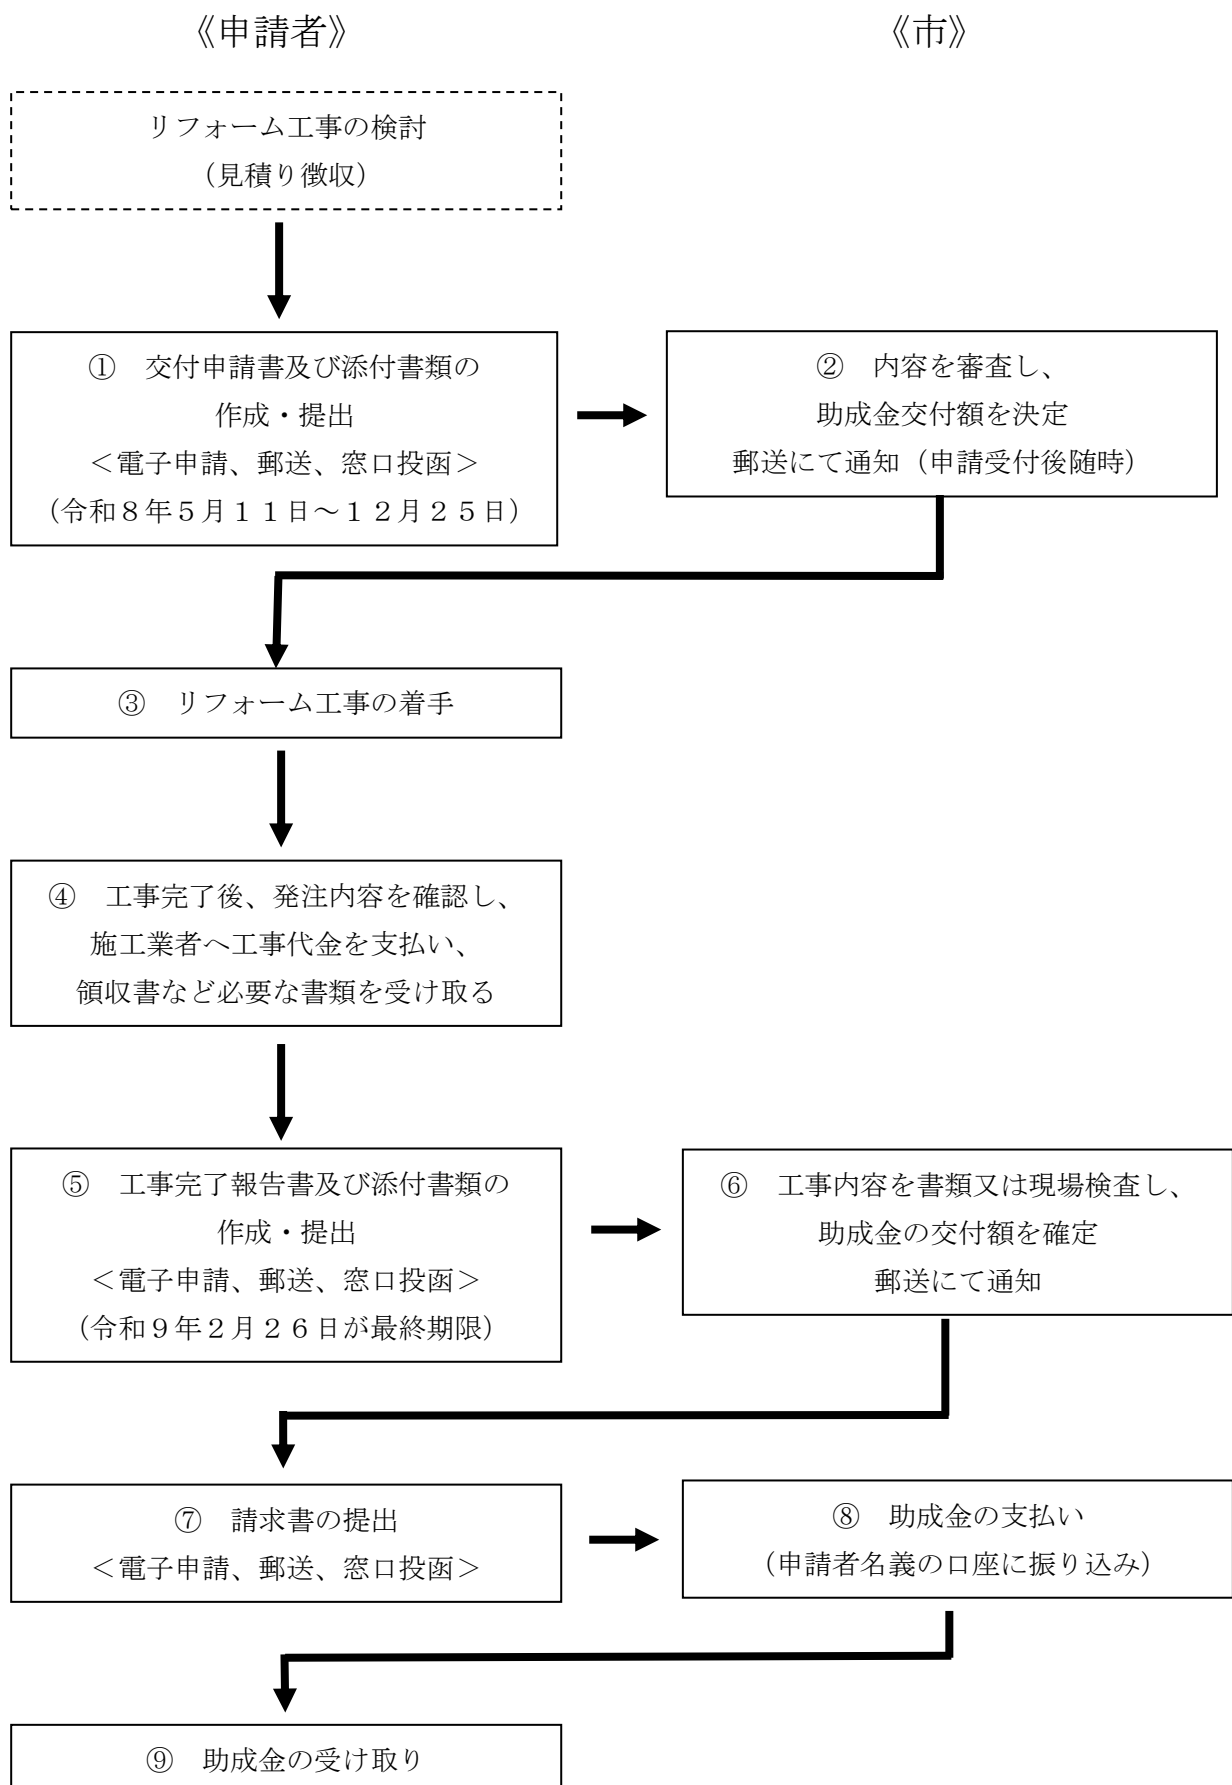 《申請者》
《市》
リフォーム工事の検討
（見積り徴収）
① 交付申請書及び添付書類の
作成・提出
＜電子申請、郵送、窓口投函＞
（令和８年５月１１日～１２月２５日）
② 内容を審査し、
助成金交付額を決定
郵送にて通知（申請受付後随時）
③ リフォーム工事の着手
④ 工事完了後、発注内容を確認し、
施工業者へ工事代金を支払い、
領収書など必要な書類を受け取る
⑤ 工事完了報告書及び添付書類の
作成・提出
＜電子申請、郵送、窓口投函＞
（令和９年２月２６日が最終期限）
⑥ 工事内容を書類又は現場検査し、
助成金の交付額を確定
郵送にて通知
⑦ 請求書の提出
＜電子申請、郵送、窓口投函＞
⑧ 助成金の支払い
（申請者名義の口座に振り込み）
⑨ 助成金の受け取り